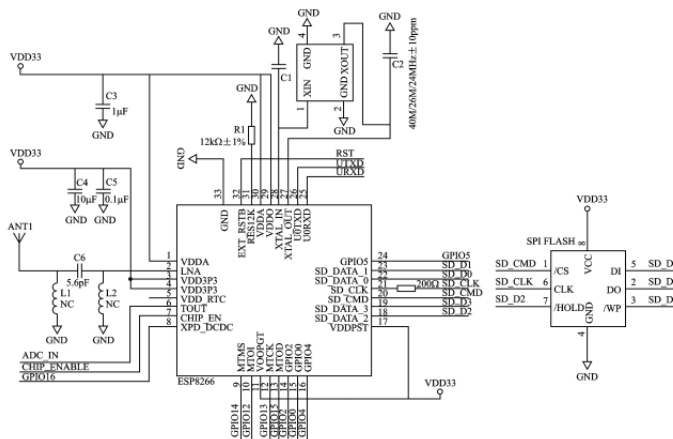 GND
GND
4
3
GND
XOUT
XIN
GND
1
2
GND
C1
C2
40M/26M/24MHz±10ppm
VDD33
C3
1μF
GND
GND
R1
12kΩ±1%
GND
RST
UTXD
URXD
VDD33
C4
10μF
C5
0.1μF
GND
GND
ANT1
C6
5.6pF
L1
NC
L2
NC
GND
GND
33
32
31
30
29
28
27
26
25
GND
EXT_RSTB
RES12K
VDDA
VDDO
XTAL_IN
XTAL_OUT
U0TXD
U0RXD
1 VDDA
2 LNA
3 VDD3P3
4 VDD3P3
5 VDD_RTC
6 TOUT
7 CHIP_EN
8 XPD_DCDC
GPIO5 24 GPIO5
SD_DATA_1 23 SD_D1
SD_DATA_0 22 SD_D0
SD_CLK 21 200Ω SD_CLK
SD_CMD 20 SD_CMD
SD_DATA_3 19 SD_D3
SD_DATA_2 18 SD_D2
VDDPST 17
ADC_IN
CHIP_ENABLE
GPIO16
MTMS
MTOI
VOOPGT
MTCK
MTOD
GPIO2
GPIO0
GPIO4
ESP8266
9
10
11
12
13
14
15
16
GPIO14
GPIO12
GPIO13
GPIO15
GPIO2
GPIO0
GPIO4
VDD33
VDD33
SPI FLASH
8
SD_CMD 1 /CS
SD_CLK 6 CLK
SD_D2 7 /HOLD
VCC
GND
DI 5 SD_D
DO 2 SD_D
/WP 3 SD_D
4
GND